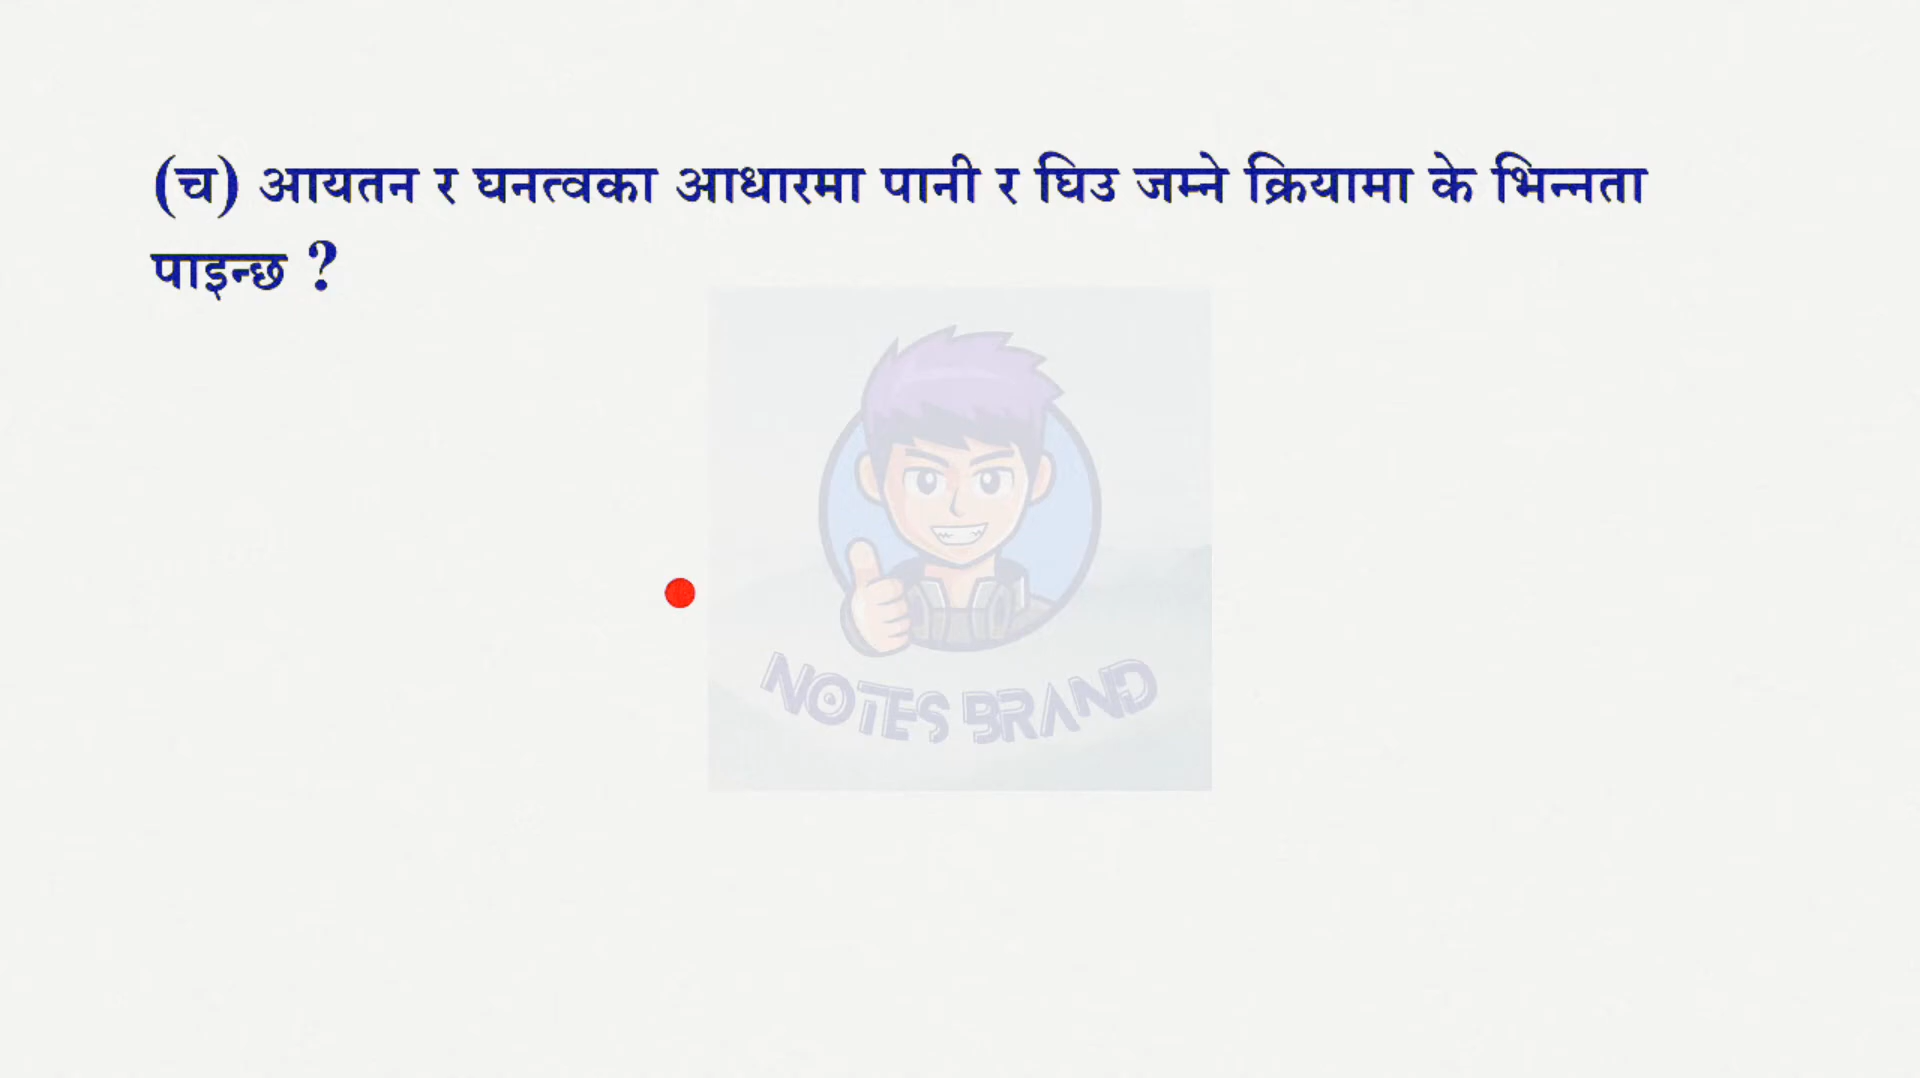 (च) आयतन र घनत्वका आधारमा पानी र घिउ जम्ने क्रियामा के भिन्नता
पाइन्छ ?
NOTES BRAND